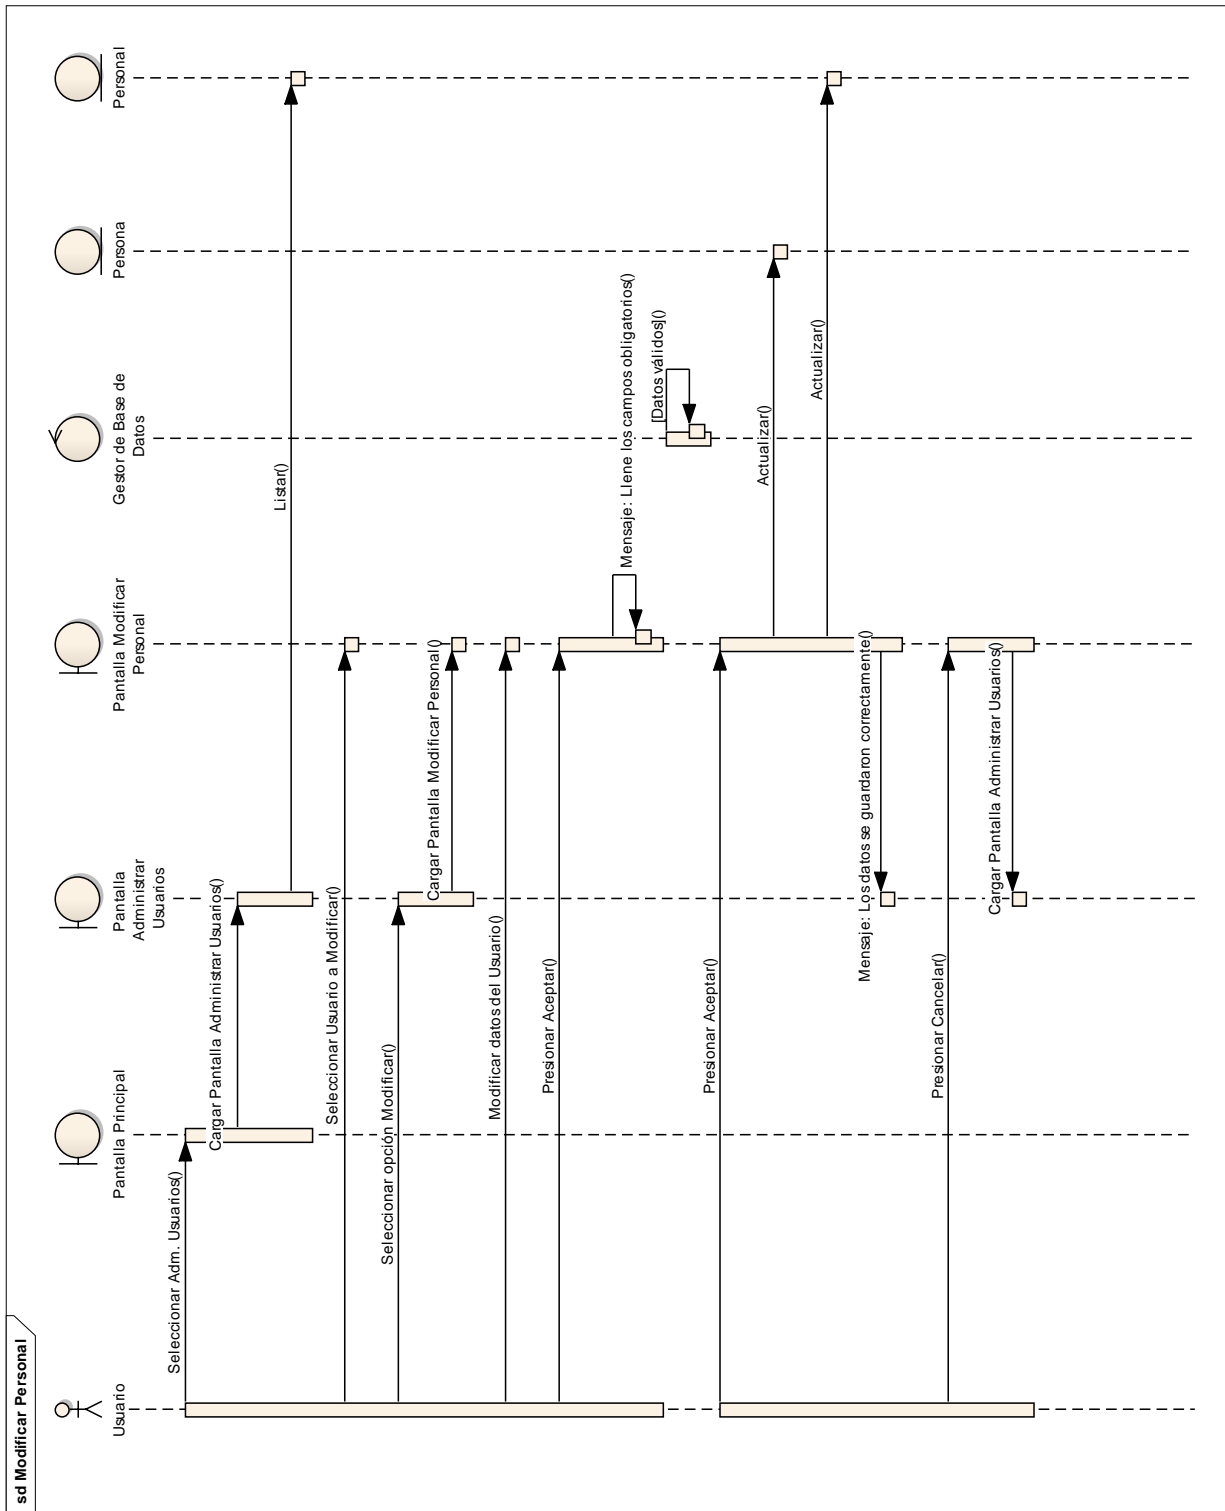 sd Modificar Personal
Usuario
Pantalla Principal
Pantalla
Administrar
Usuarios
Pantalla Modificar
Personal
Gestor de Base de
Datos
Persona
Personal
Seleccionar Adm. Usuarios()
Cargar Pantalla Administrar Usuarios()
Listar()
Seleccionar Usuario a Modificar()
Seleccionar opción Modificar()
Cargar Pantalla Modificar Personal()
Modificar datos del Usuario()
Presionar Aceptar()
Mensaje: Llene los campos obligatorios()
[Datos válidos]()
Presionar Aceptar()
Actualizar()
Actualizar()
Mensaje: Los datos se guardaron correctamente()
Presionar Cancelar()
Cargar Pantalla Administrar Usuarios()